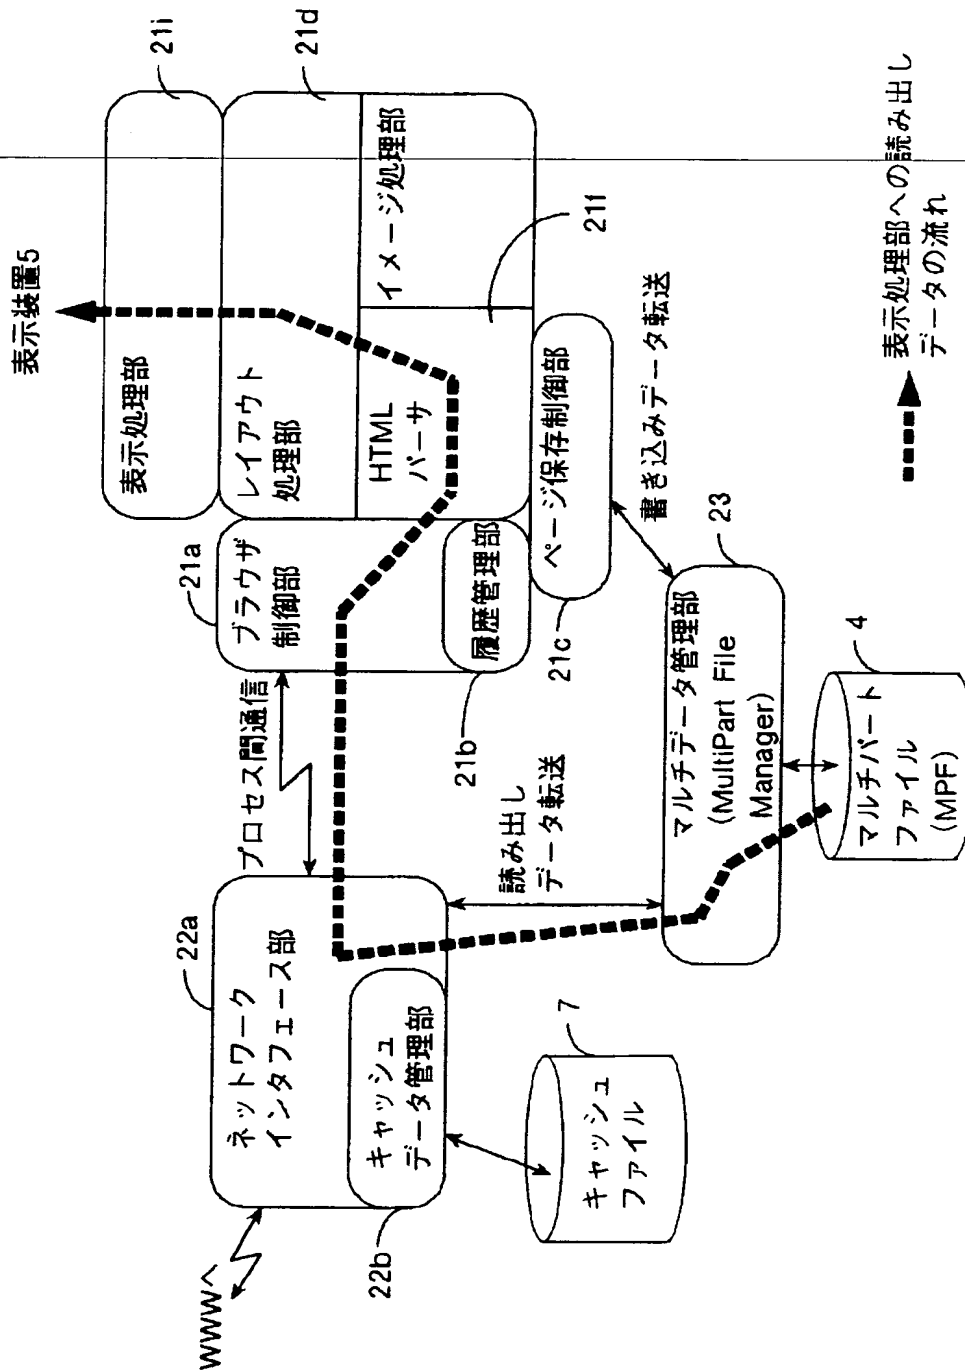 表示装置5
表示処理部
21i
レイアウト
処理部
21d
HTML
パーサ
イメージ処理部
21f
ブラウザ
制御部
21a
履歴管理部
21b
ページ保存制御部
21c
プロセス間通信
書き込みデータ転送
WWWへ
ネットワーク
インタフェース部
22a
キャッシュ
データ管理部
22b
読み出し
データ転送
マルチデータ管理部
(MultiPart File
Manager)
23
キャッシュ
ファイル
7
マルチパート
ファイル
(MPF)
4
表示処理部への読み出し
データの流れ